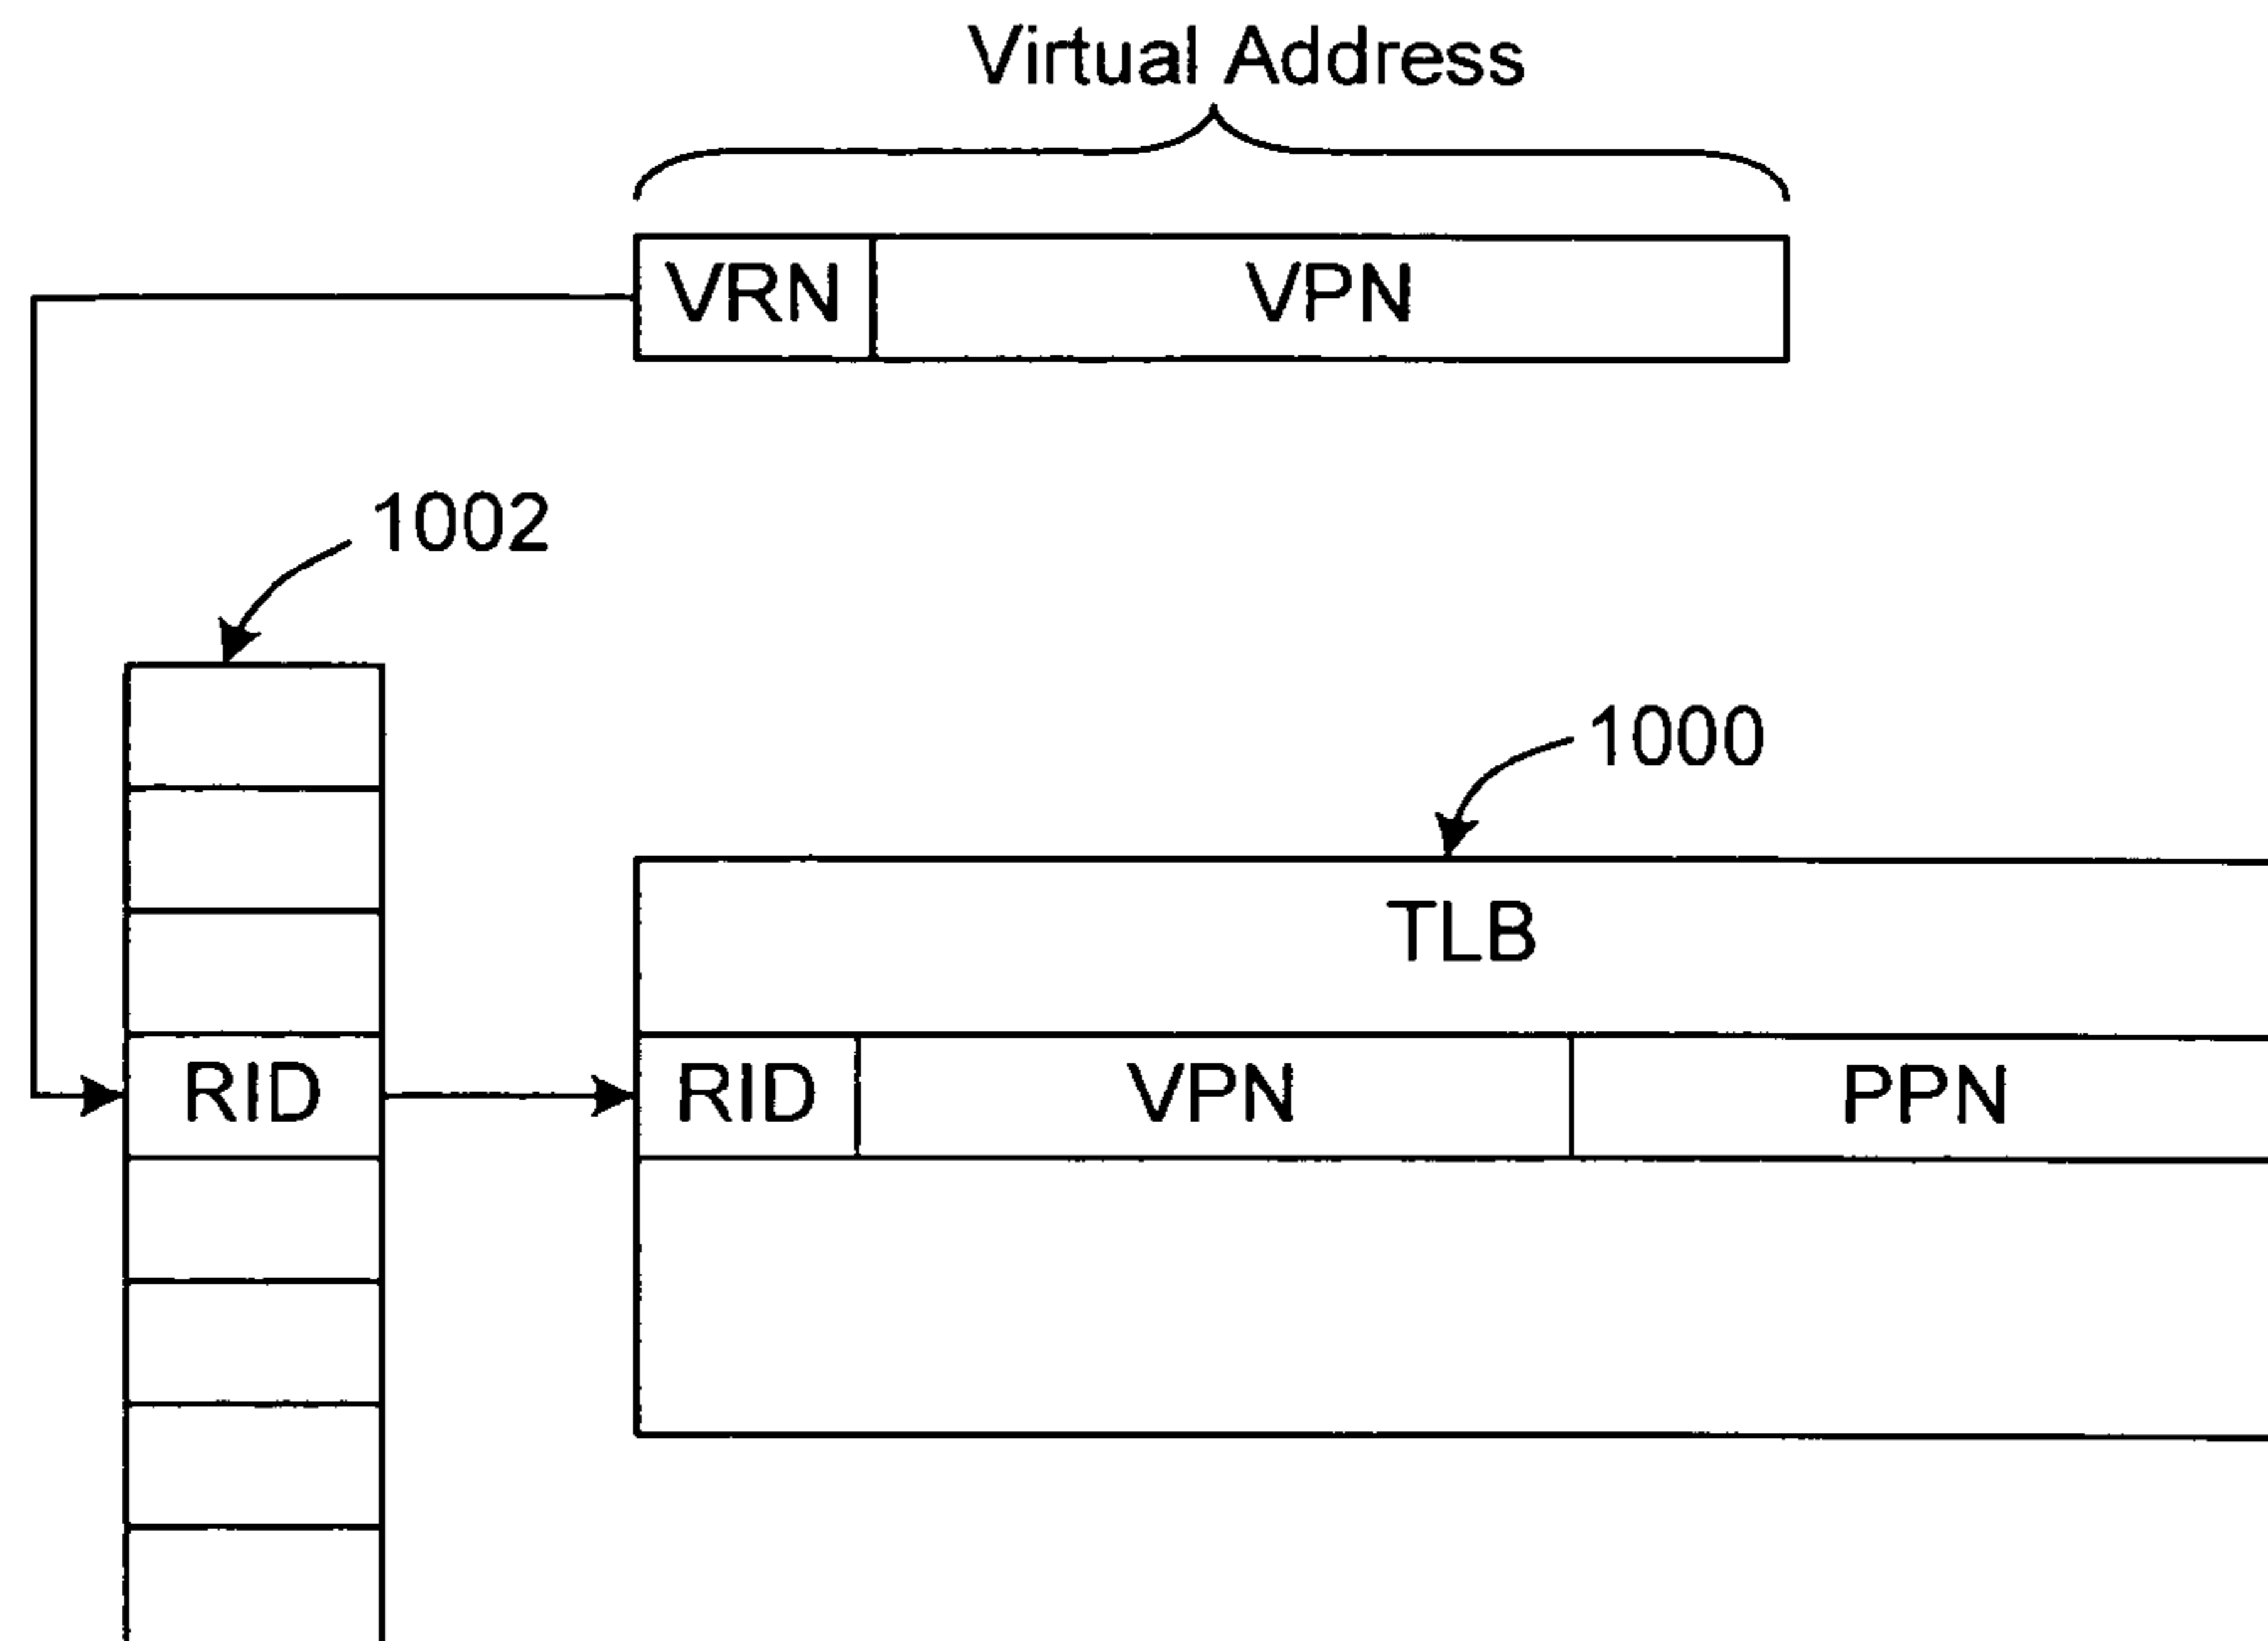 Virtual Address
VRN VPN
1002
1000
TLB
RID RID VPN PPN